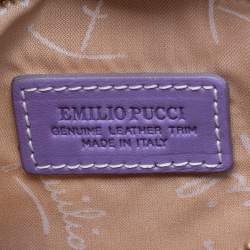 EMILIO PUCCI
GENUINE LEATHER TRIM
MADE IN ITALY